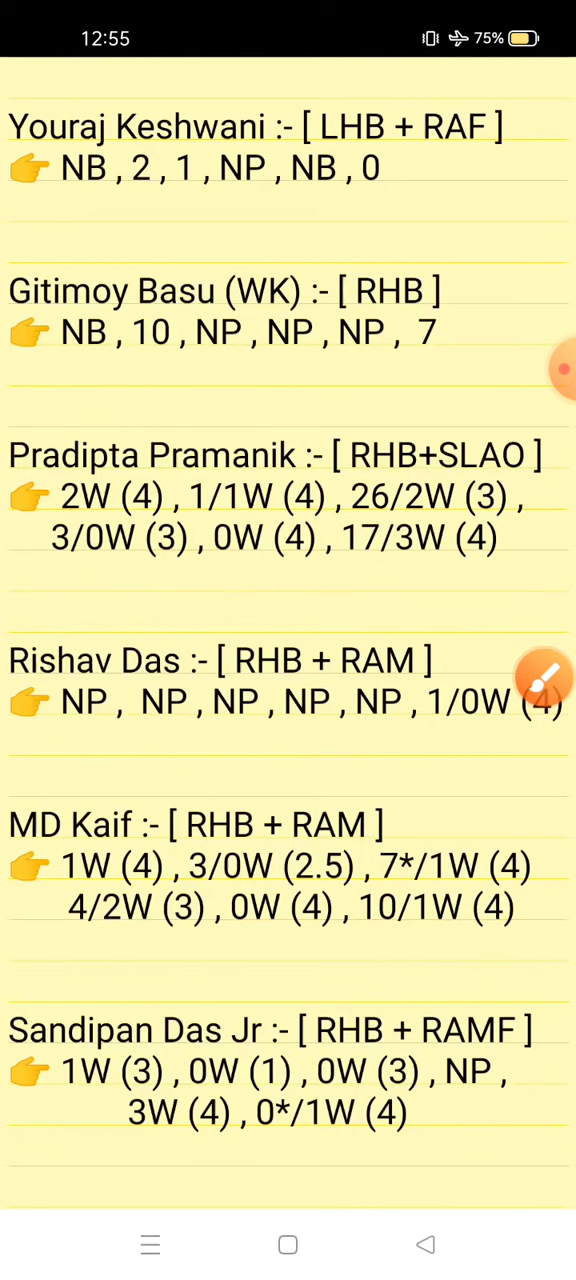 12:55 75%
Youraj Keshwani :- [ LHB + RAF ]
👉 NB , 2 , 1 , NP , NB , 0
Gitimoy Basu (WK) :- [ RHB ]
👉 NB , 10 , NP , NP , NP , 7
Pradipta Pramanik :- [ RHB+SLAO ]
👉 2W (4) , 1/1W (4) , 26/2W (3) ,
3/0W (3) , 0W (4) , 17/3W (4)
Rishav Das :- [ RHB + RAM ]
👉 NP , NP , NP , NP , NP , 1/0W (4)
MD Kaif :- [ RHB + RAM ]
👉 1W (4) , 3/0W (2.5) , 7*/1W (4)
4/2W (3) , 0W (4) , 10/1W (4)
Sandipan Das Jr :- [ RHB + RAMF ]
👉 1W (3) , 0W (1) , 0W (3) , NP ,
3W (4) , 0*/1W (4)